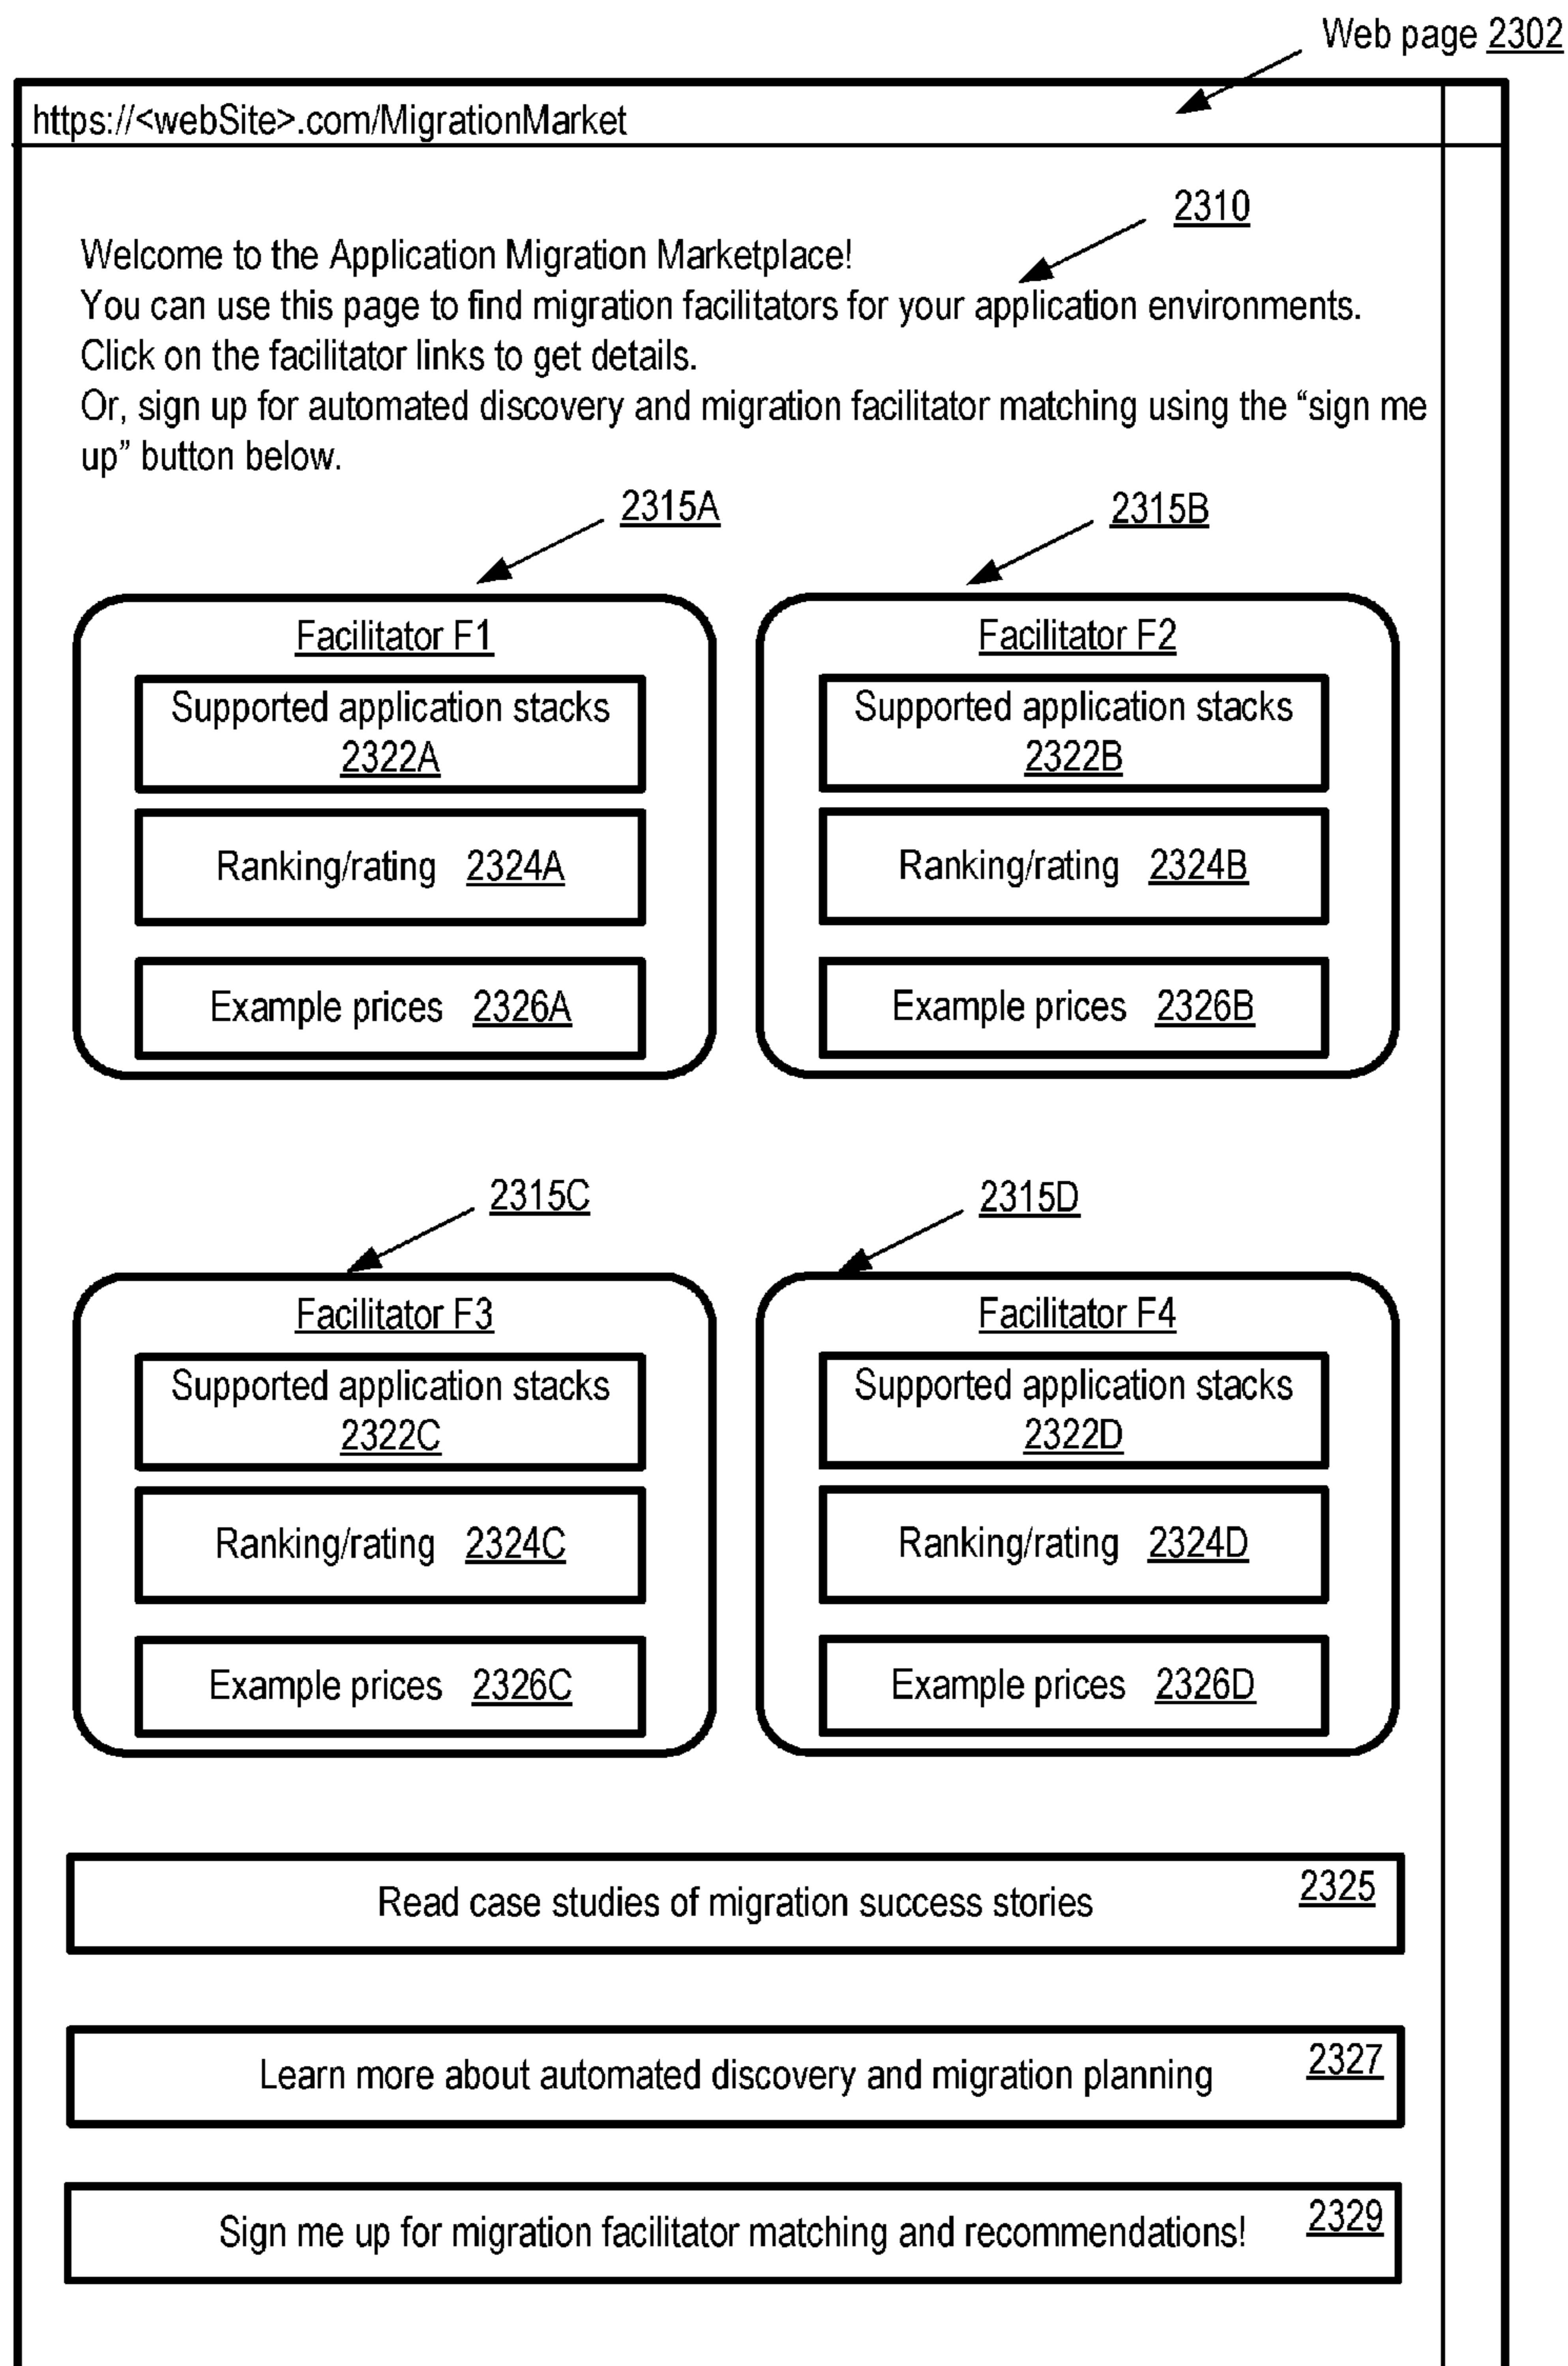 Web page 2302
https://<webSite>.com/MigrationMarket
2310
Welcome to the Application Migration Marketplace!
You can use this page to find migration facilitators for your application environments.
Click on the facilitator links to get details.
Or, sign up for automated discovery and migration facilitator matching using the “sign me
up” button below.
2315A
2315B
Facilitator F1
Supported application stacks
2322A
Ranking/rating 2324A
Example prices 2326A
Facilitator F2
Supported application stacks
2322B
Ranking/rating 2324B
Example prices 2326B
2315C
2315D
Facilitator F3
Supported application stacks
2322C
Ranking/rating 2324C
Example prices 2326C
Facilitator F4
Supported application stacks
2322D
Ranking/rating 2324D
Example prices 2326D
Read case studies of migration success stories 2325
Learn more about automated discovery and migration planning 2327
Sign me up for migration facilitator matching and recommendations! 2329